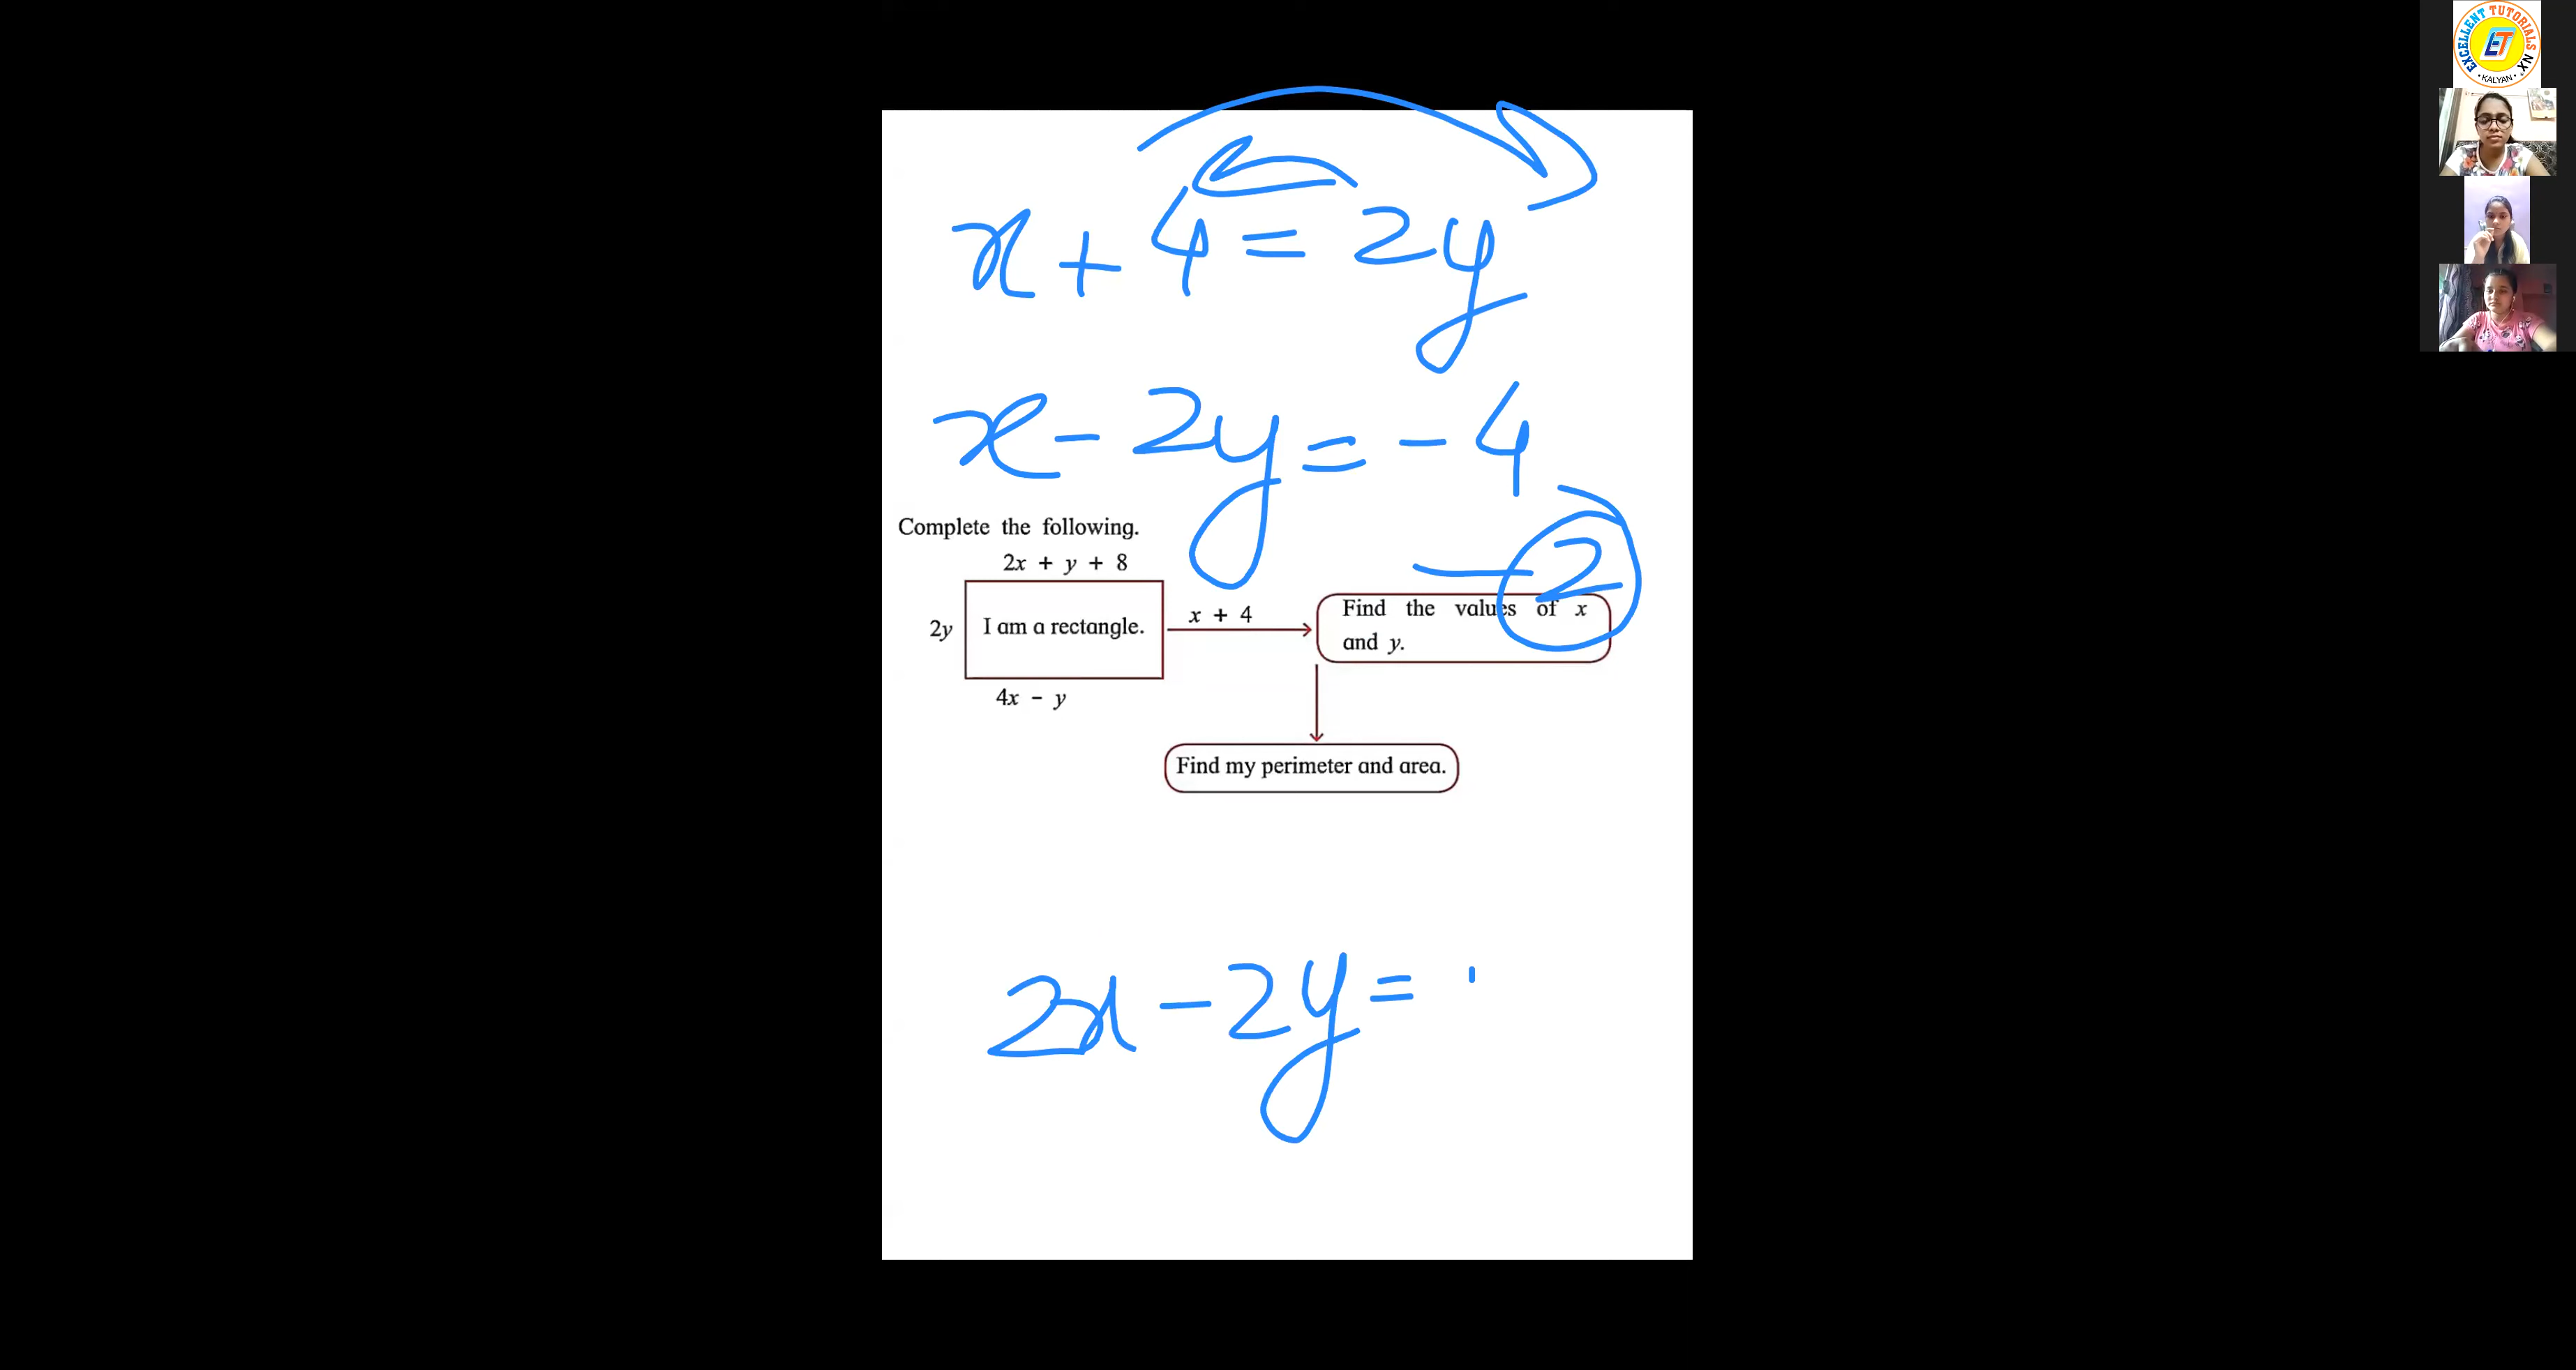 x + 4 = 2y
x - 2y = -4
2
Complete the following.
2x + y + 8
2y
I am a rectangle.
x + 4
Find the values of x
and y.
4x - y
Find my perimeter and area.
2x - 2y =
EXCELLENT TUTORIALS NX.
ET
• KALYAN •